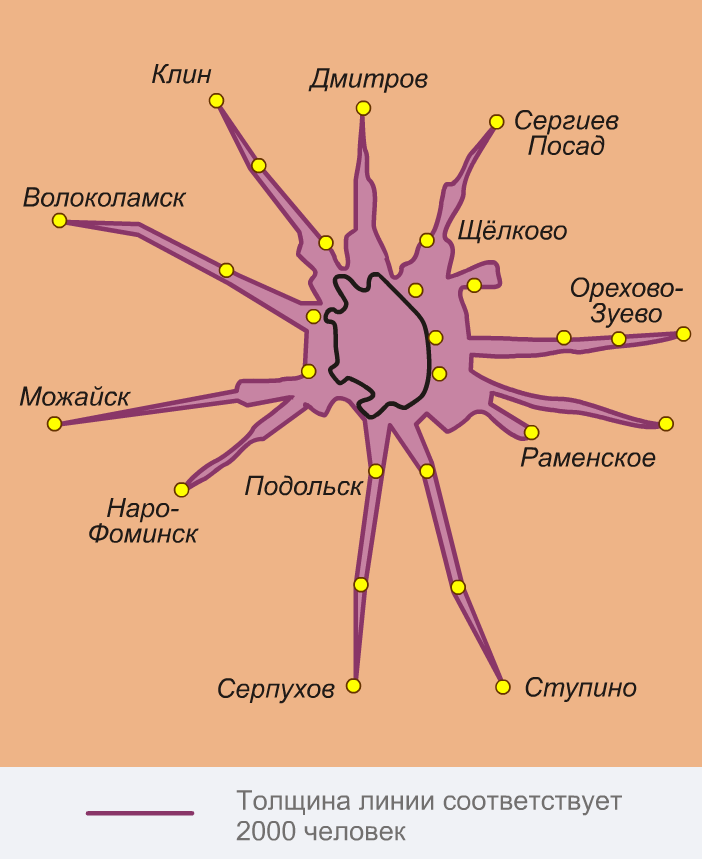 Клин
Дмитров
Сергиев
Посад
Волоколамск
Щёлково
Орехово-
Зуево
Можайск
Раменское
Подольск
Наро-
Фоминск
Серпухов
Ступино
Толщина линии соответствует
2000 человек